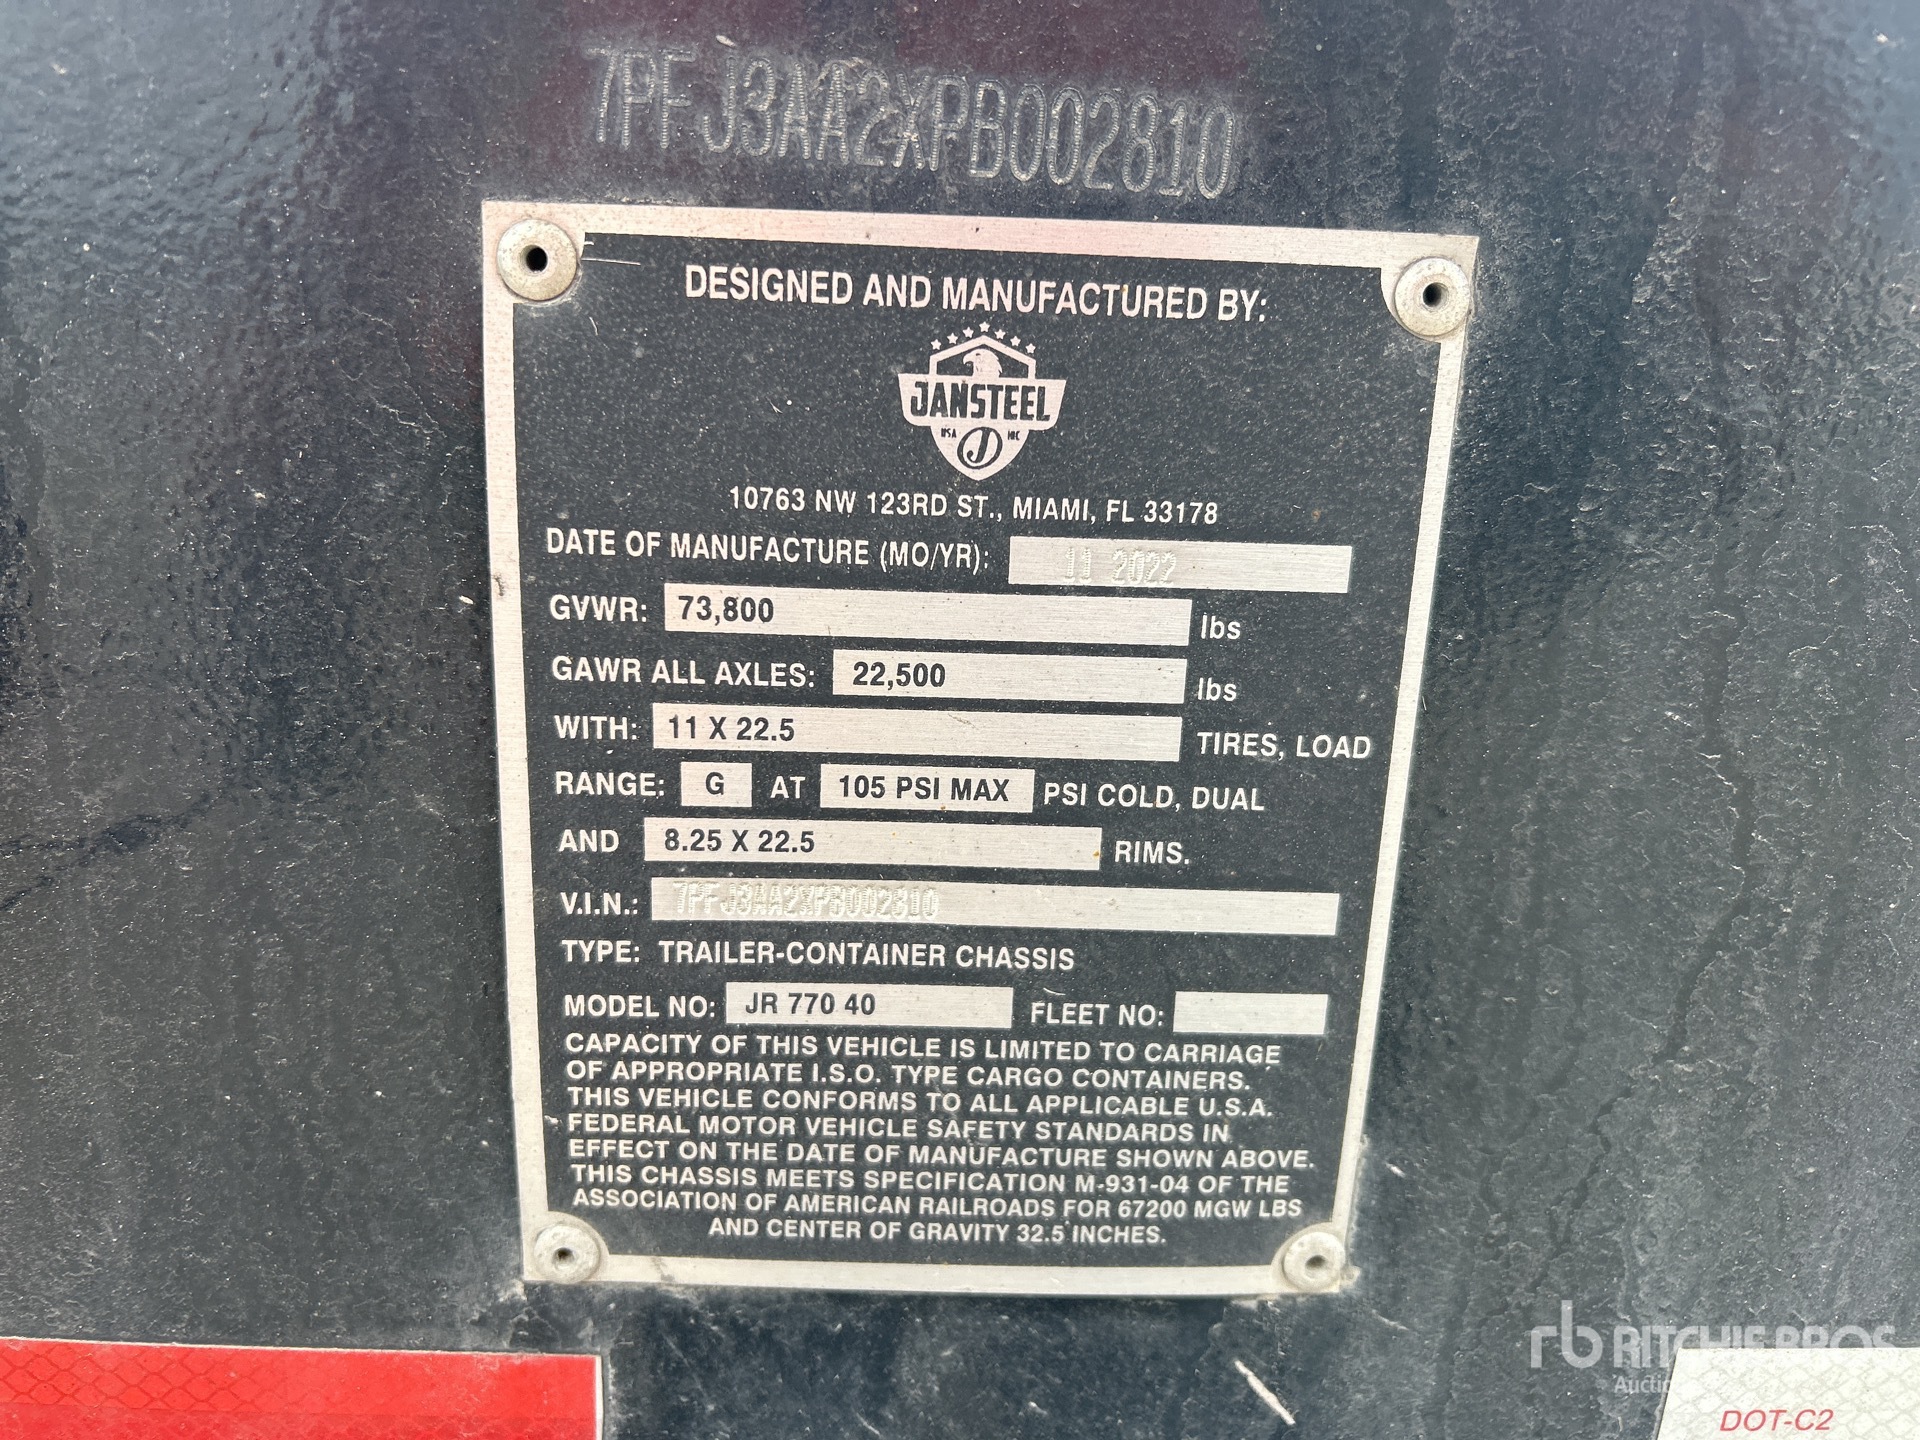 7PFJ3AA2XPB002810
DESIGNED AND MANUFACTURED BY:
JANSTEEL
USA J INC
10763 NW 123RD ST., MIAMI, FL 33178
DATE OF MANUFACTURE (MO/YR): 11 2022
GVWR: 73,800 lbs
GAWR ALL AXLES: 22,500 lbs
WITH: 11 X 22.5 TIRES, LOAD
RANGE: G AT 105 PSI MAX PSI COLD, DUAL
AND 8.25 X 22.5 RIMS.
V.I.N.: 7PFJ3AA2XPB002810
TYPE: TRAILER-CONTAINER CHASSIS
MODEL NO: JR 770 40 FLEET NO:
CAPACITY OF THIS VEHICLE IS LIMITED TO CARRIAGE
OF APPROPRIATE I.S.O. TYPE CARGO CONTAINERS.
THIS VEHICLE CONFORMS TO ALL APPLICABLE U.S.A.
FEDERAL MOTOR VEHICLE SAFETY STANDARDS IN
EFFECT ON THE DATE OF MANUFACTURE SHOWN ABOVE.
THIS CHASSIS MEETS SPECIFICATION M-931-04 OF THE
ASSOCIATION OF AMERICAN RAILROADS FOR 67200 MGW LBS
AND CENTER OF GRAVITY 32.5 INCHES.
rb RITCHIE BROS
DOT-C2